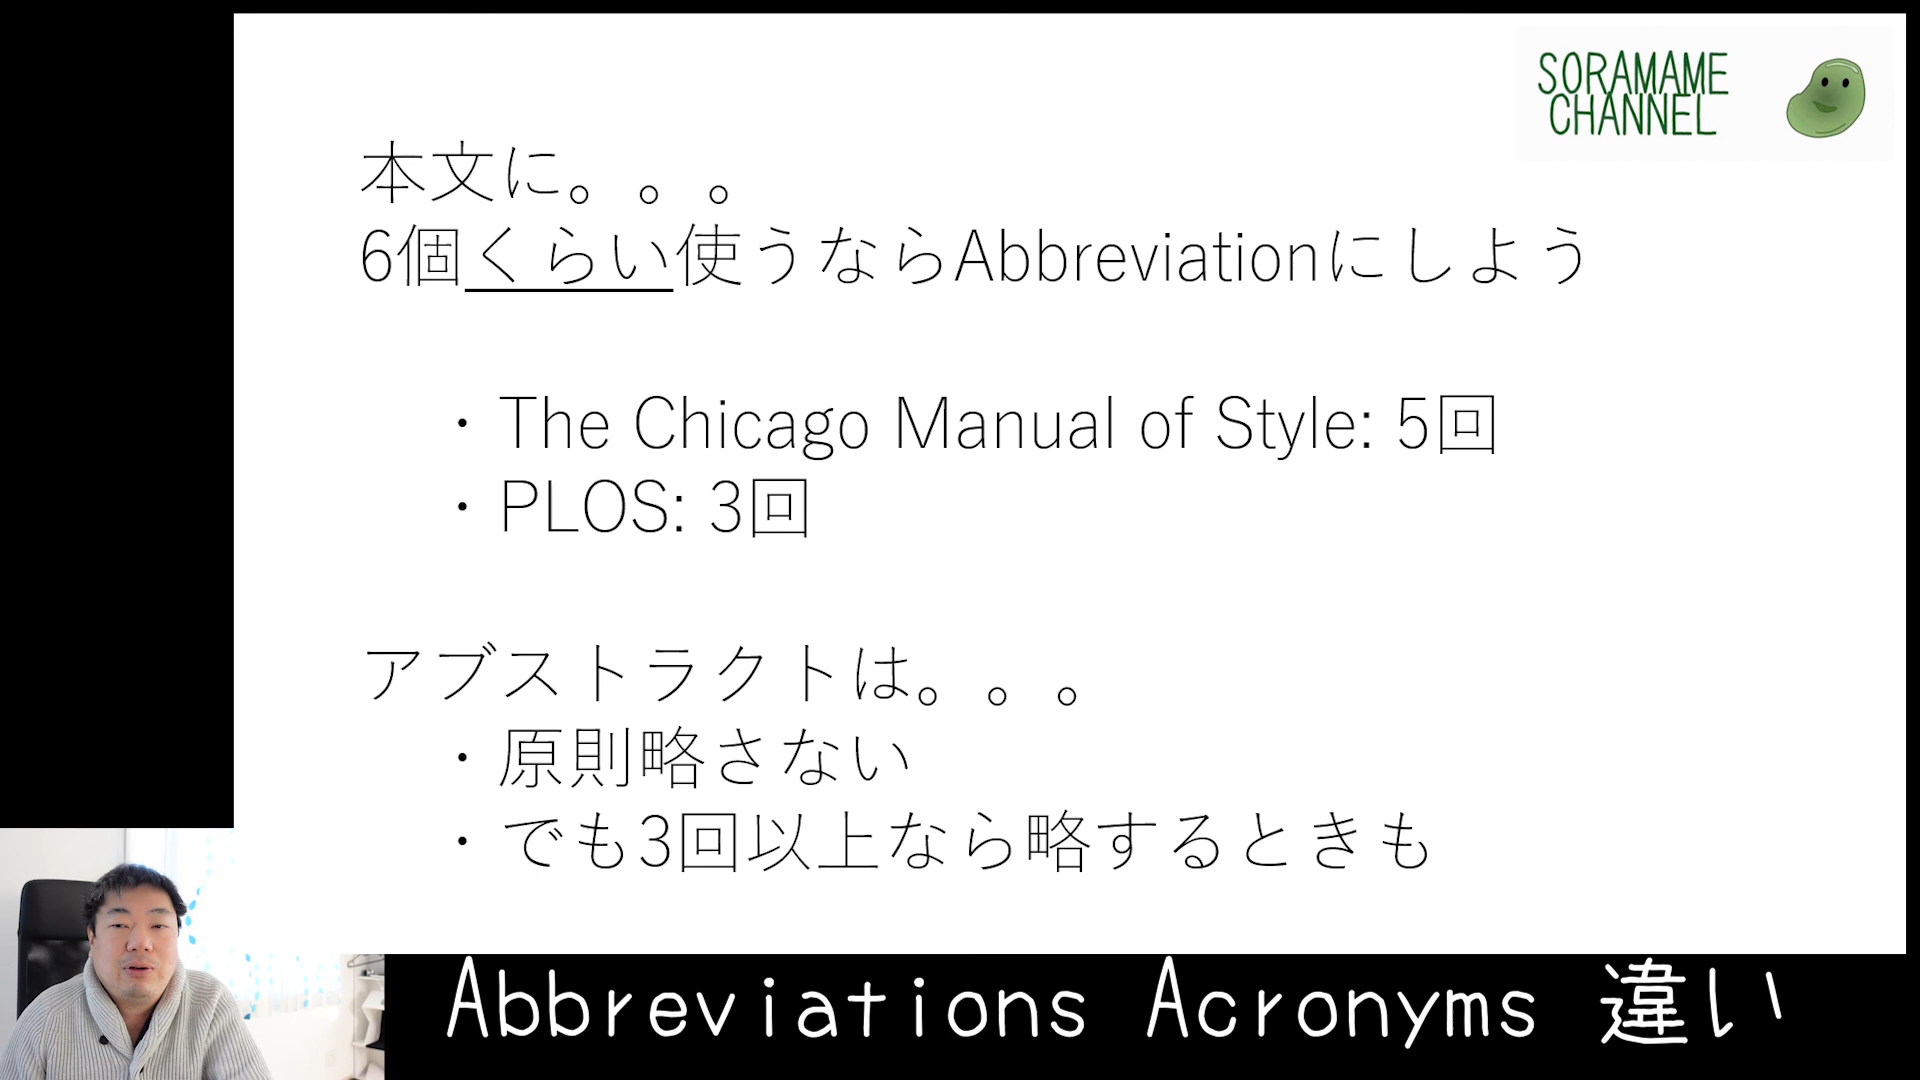 SORAMAME
CHANNEL
本文に。。。
6個くらい使うならAbbreviationにしよう
・The Chicago Manual of Style: 5回
・PLOS: 3回
アブストラクトは。。。
・原則略さない
・でも3回以上なら略するときも
Abbreviations Acronyms 違い